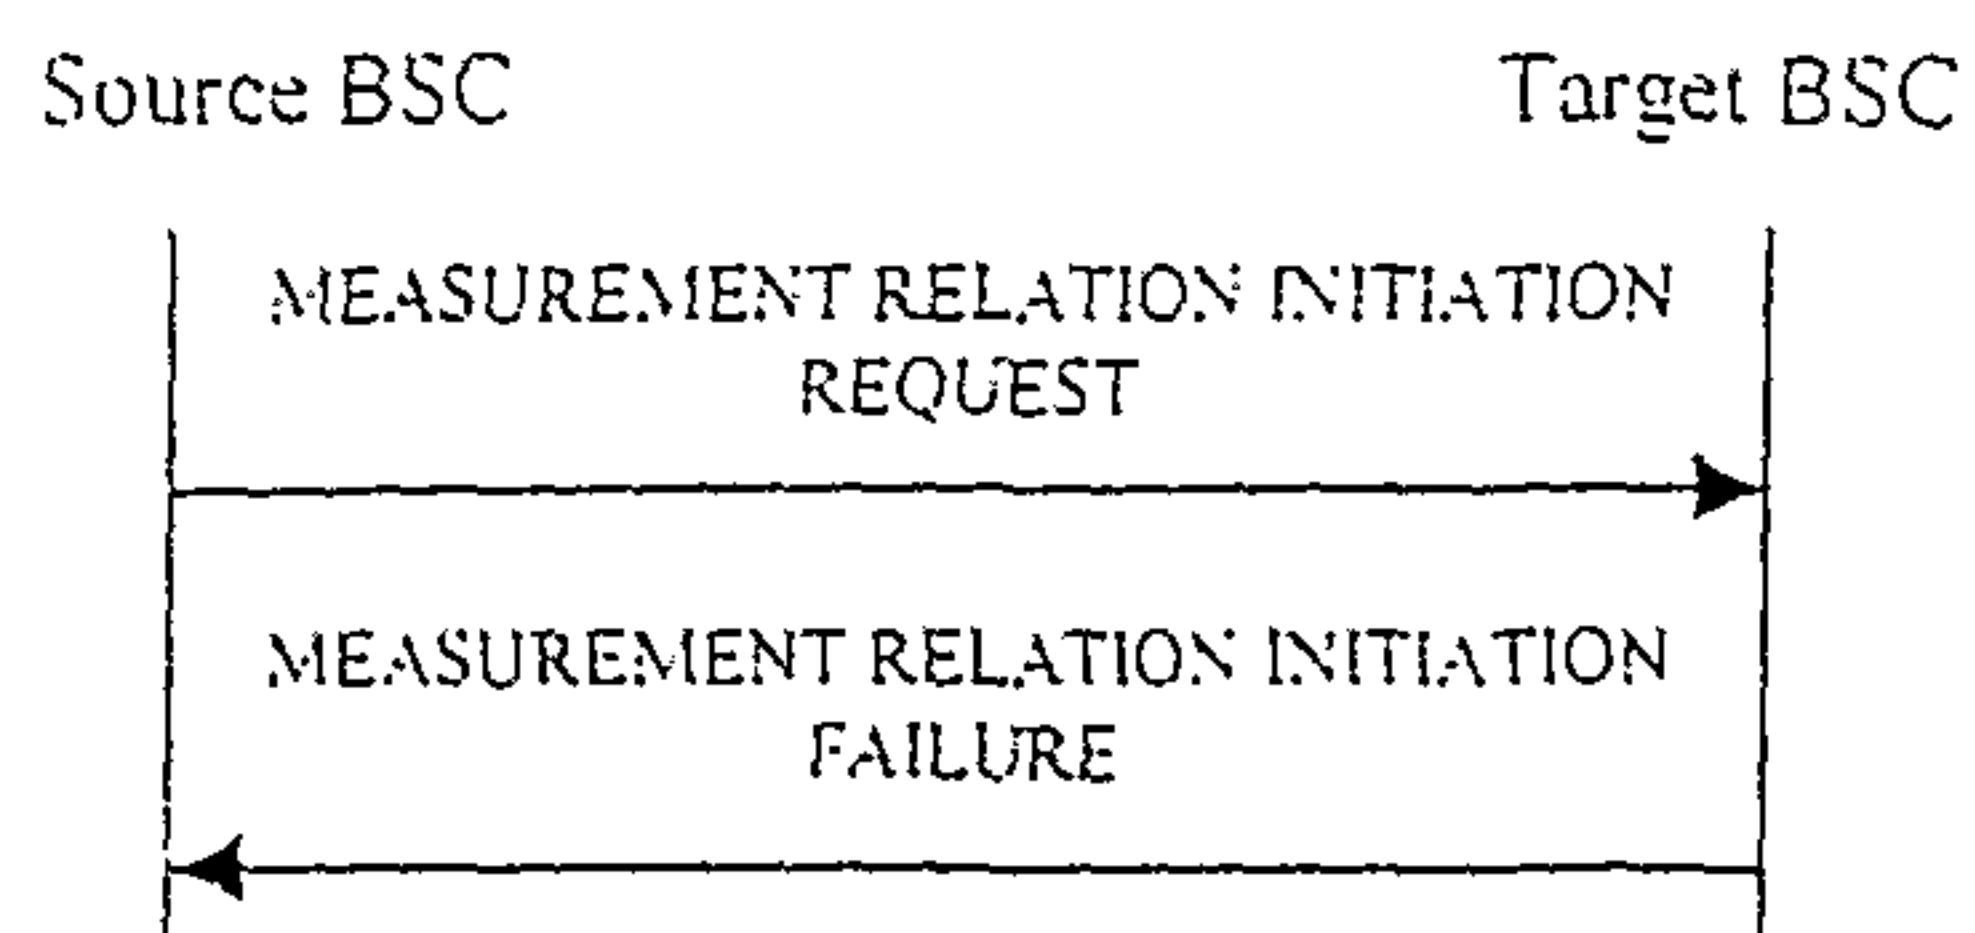 Source BSC
Target BSC
MEASUREMENT RELATION INITIATION
REQUEST
MEASUREMENT RELATION INITIATION
FAILURE